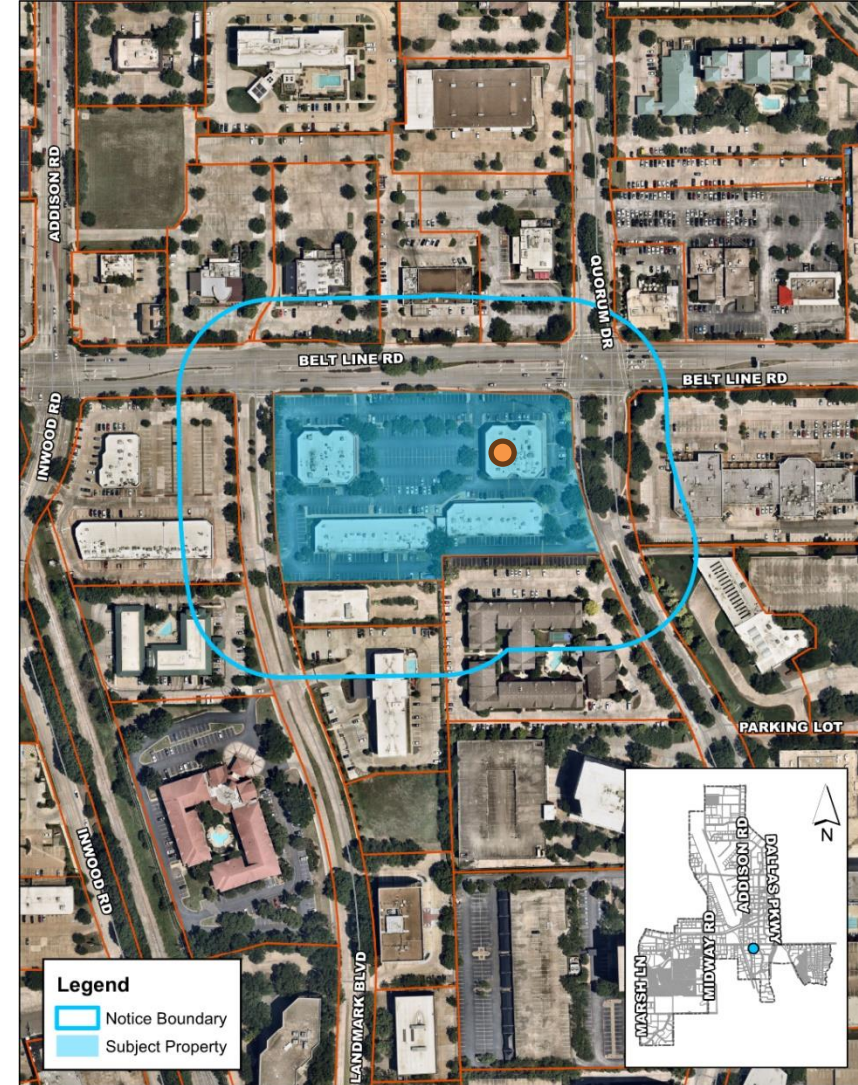 ADDISON RD
QUORUM DR
BELT LINE RD
BELT LINE RD
INWOOD RD
PARKING LOT
INWOOD RD
LANDMARK BLVD
Legend
Notice Boundary
Subject Property
N
ADDISON RD
DALLAS PKWY
MIDWAY RD
MARSH LN